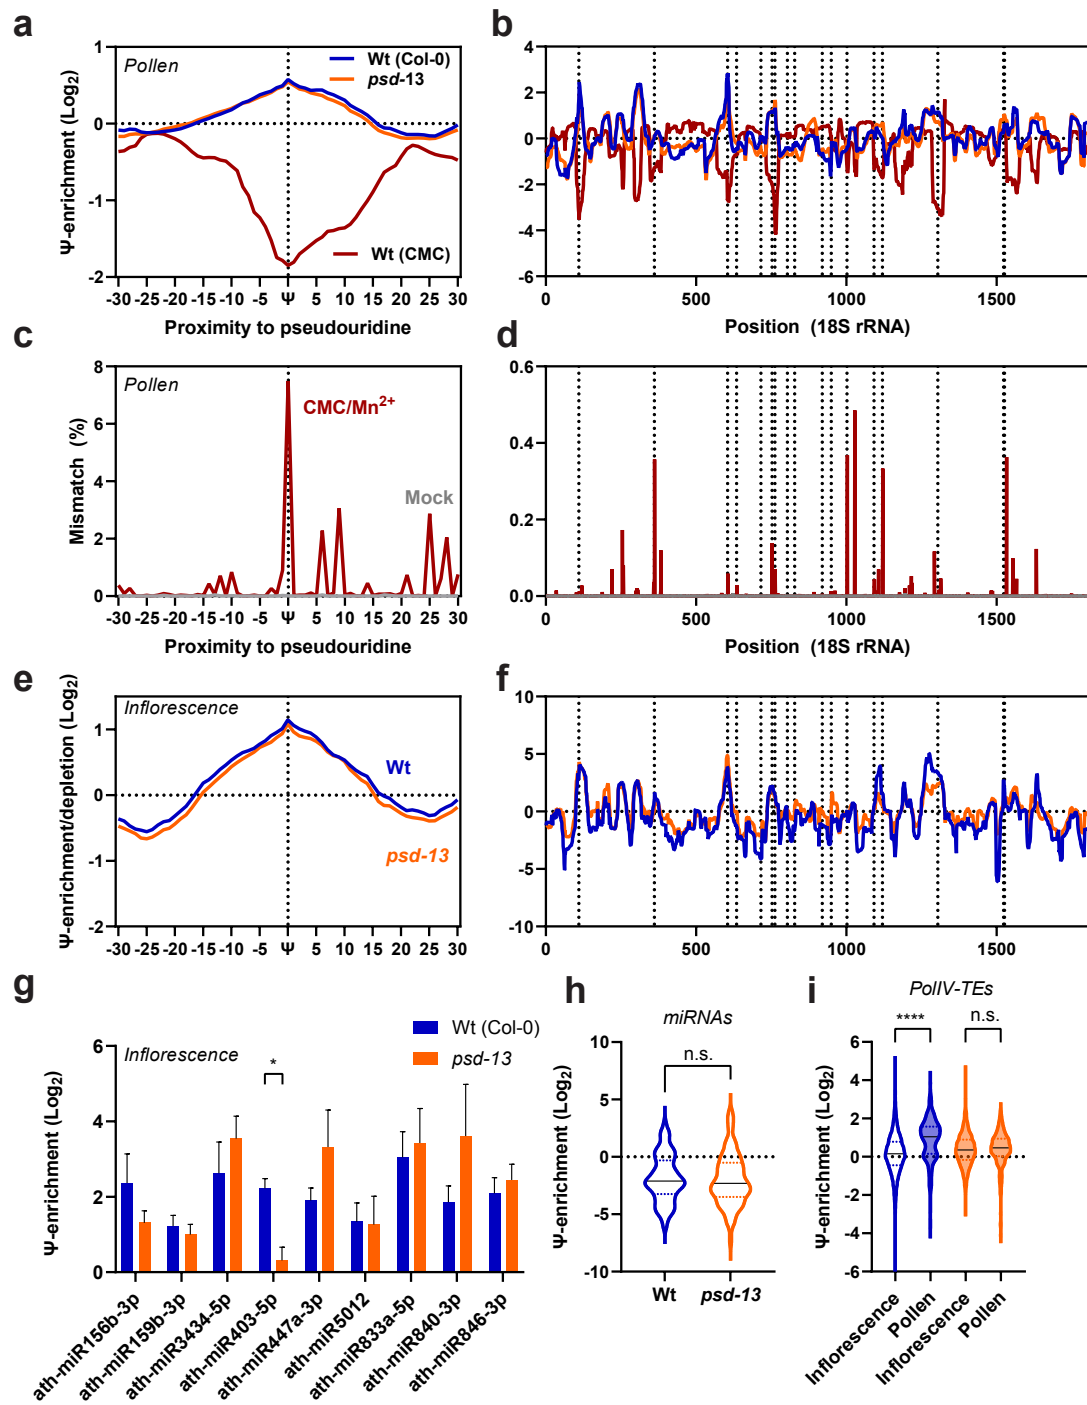 a
Pollen
Wt (Col-0)
psd-13
Wt (CMC)
Ψ-enrichment (Log2)
1
0
-1
-2
-30 -25 -20 -15 -10 -5 Ψ 5 10 15 20 25 30
Proximity to pseudouridine
b
4
2
0
-2
-4
-6
0 500 1000 1500
Position (18S rRNA)
c
Pollen
CMC/Mn2+
Mock
Mismatch (%)
8
6
4
2
0
-30 -25 -20 -15 -10 -5 Ψ 5 10 15 20 25 30
Proximity to pseudouridine
d
0.6
0.4
0.2
0.0
0 500 1000 1500
Position (18S rRNA)
e
Inflorescence
Wt
psd-13
Ψ-enrichment/depletion (Log2)
1
0
-1
-2
-30 -25 -20 -15 -10 -5 Ψ 5 10 15 20 25 30
Proximity to pseudouridine
f
10
5
0
-5
-10
0 500 1000 1500
Position (18S rRNA)
g
Inflorescence
Wt (Col-0)
psd-13
*
Ψ-enrichment (Log2)
6
4
2
0
ath-miR156b-3p
ath-miR159b-3p
ath-miR3434-5p
ath-miR403-5p
ath-miR447a-3p
ath-miR5012
ath-miR833a-5p
ath-miR840-3p
ath-miR846-3p
h
miRNAs
n.s.
Ψ-enrichment (Log2)
10
5
0
-5
-10
Wt psd-13
i
PolIV-TEs
**** n.s.
Ψ-enrichment (Log2)
6
4
2
0
-2
-4
-6
Inflorescence
Pollen
Inflorescence
Pollen